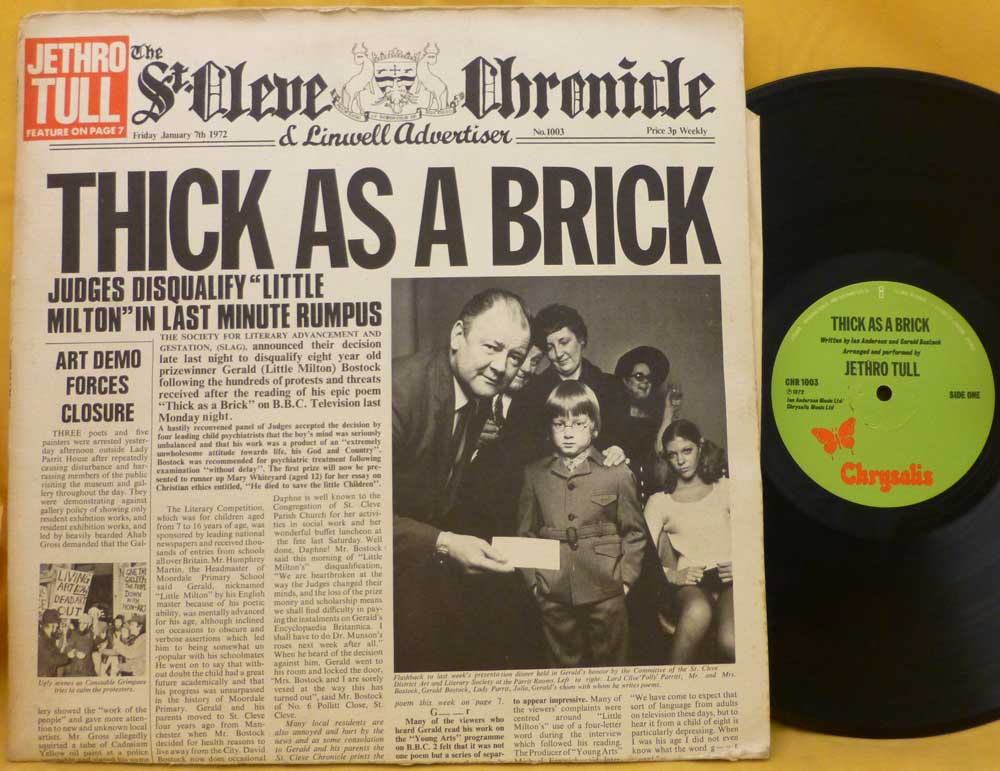 JETHRO
TULL
FEATURE ON PAGE 7
The
St. Cleve Chronicle
Friday January 7th 1972
& Linwell Advertiser
No. 1003
Price 3p Weekly
THICK AS A BRICK
JUDGES DISQUALIFY "LITTLE
MILTON" IN LAST MINUTE RUMPUS
ART DEMO
FORCES
CLOSURE
THREE poets and five
painters were arrested yester-
day afternoon outside Lady
Parrit House after repeatedly
causing disturbance and har-
rassing members of the public
visiting the museum and gal-
lery throughout the day. They
were demonstrating against
gallery policy of showing only
resident exhibition works, and
resident exhibition works, and
led by heavily bearded Ahab
Gross demanded that the Gal-
LIVING
ART
DEAD ART
OUT
DOWN
WITH
NON-ART
Ugly scenes as Constable Grimpace
tries to calm the protesters.
lery showed the "work of the
people" and gave more atten-
tion to new and unknown local
artists. Mr. Gross allegedly
squirted a tube of Cadmium
Yellow oil paint at a police
THE SOCIETY FOR LITERARY ADVANCEMENT AND
GESTATION, (SLAG), announced their decision
late last night to disqualify eight year old
prizewinner Gerald (Little Milton) Bostock
following the hundreds of protests and threats
received after the reading of his epic poem
"Thick as a Brick" on B.B.C. Television last
Monday night.
A hastily reconvened panel of Judges accepted the decision by
four leading child psychiatrists that the boy's mind was seriously
unbalanced and that his work was a product of an "extremely
unwholesome attitude towards life, his God and Country".
Bostock was recommended for psychiatric treatment following
examination "without delay". The first prize will now be pre-
sented to runner up Mary Whiteyard (aged 12) for her essay on
Christian ethics entitled, "He died to save the little Children".
The Literary Competition,
which was for children aged
from 7 to 16 years of age, was
sponsored by leading national
newspapers and received thou-
sands of entries from schools
all over Britain. Mr. Humphrey
Martin, the Headmaster of
Moordale Primary School
said Gerald, nicknamed
"Little Milton" by his English
master because of his poetic
ability, was mentally advanced
for his age, although inclined
on occasions to obscure and
verbose assertions which led
him to being somewhat un-
popular with his schoolmates
He went on to say that with-
out doubt the child had a great
future academically and that
his progress was unsurpassed
in the history of Moordale
Primary. Gerald and his
parents moved to St. Cleve
four years ago from Man-
chester when Mr. Bostock
decided for health reasons to
live away from the City. David
Bostock now does occasional
Daphne is well known to the
Congregation of St. Cleve
Church for her activi-
ties in social work and her
wonderful buffet luncheon at
the fete last Saturday. Well
done, Daphne! Mr. Bostock
said this morning of "Little
Milton's" disqualification,
"We are heartbroken at the
way the Judges changed their
minds, and the loss of the prize
money and scholarship means
we shall find difficulty in pay-
ing the instalments on Gerald's
Encyclopaedia Britannica. I
shall have to do Dr. Munson's
roses next week after all."
When he heard of the decision
against him, Gerald went to
his room and locked the door.
Mrs. Bostock and I are sorely
vexed at the way this has
turned out", said Mr. Bostock
of No. 6 Pollitt Close, St.
Cleve.
Many local residents are
also annoyed and hurt by the
news and as some consolation
to Gerald and his parents the
St. Cleve Chronicle prints the
Flashback to last week's presentation dinner held in Gerald's honour by the Committee of the St. Cleve
District Art and Literary Society at the Parrit Rooms. Left to right: Lord Clive 'Polly' Parritt, Mr. and Mrs.
Bostock, Gerald Bostock, Lady Parrit, Julia, Gerald's chum with whom he writes poems.
poem this week on page 7.
G——r
Many of the viewers who
heard Gerald read his work on
the "Young Arts" programme
on B.B.C. 2 felt that it was not
one poem but a series of separ-
to appear impressive. Many of
the viewers' complaints were
centred around "Little
Milton's" use of a four-letter
word during the interview
which followed his reading.
The Producer of "Young Arts"
"We have come to expect that
sort of language from adults
on television these days, but to
hear it from a child of eight is
particularly depressing. When
I was his age I did not even
know what the word g——r
THICK AS A BRICK
Written by Ian Anderson and Gerald Bostock
Arranged and performed by
JETHRO TULL
CHR 1003
℗ 1972
Ian Anderson Music Ltd/
Chrysalis Music Ltd
SIDE ONE
Chrysalis